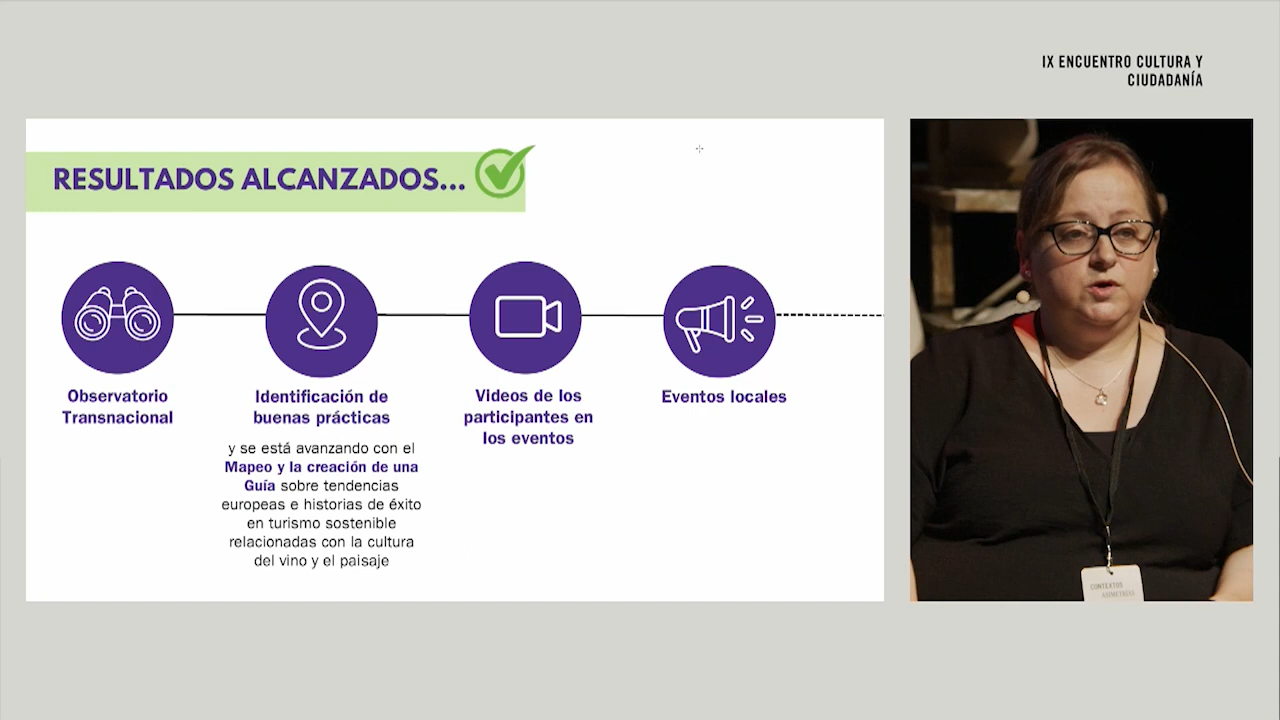 IX ENCUENTRO CULTURA Y
CIUDADANÍA
RESULTADOS ALCANZADOS...
Observatorio
Transnacional
Identificación de
buenas prácticas
y se está avanzando con el
Mapeo y la creación de una
Guía sobre tendencias
europeas e historias de éxito
en turismo sostenible
relacionadas con la cultura
del vino y el paisaje
Videos de los
participantes en
los eventos
Eventos locales
CONTEXTOS
ASIMETRÍAS